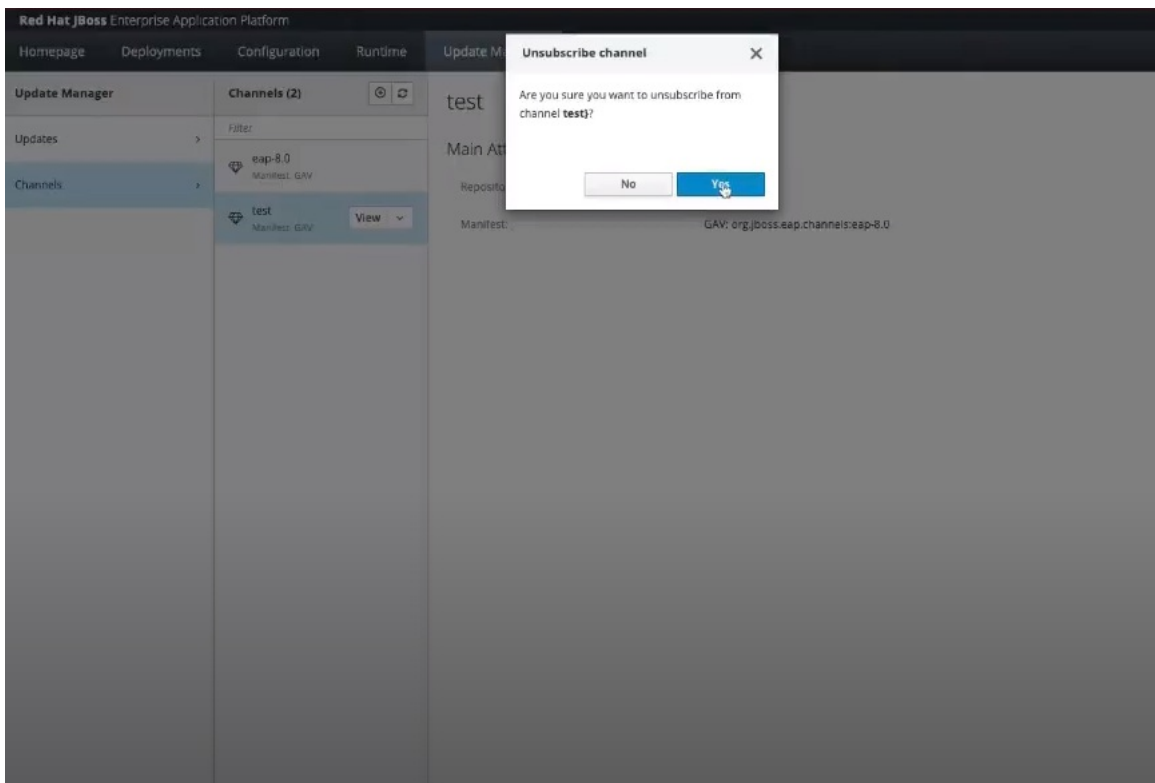 Red Hat JBoss Enterprise Application Platform
Homepage Deployments Configuration Runtime Update M
Unsubscribe channel
Are you sure you want to unsubscribe from
channel test}?
No Yes
Update Manager
Updates
Channels
Channels (2)
Filter
eap-8.0
Manifest: GAV
test
Manifest: GAV
View
test
Main Att
Reposito
Manifest: GAV: org.jboss.eap.channels:eap-8.0